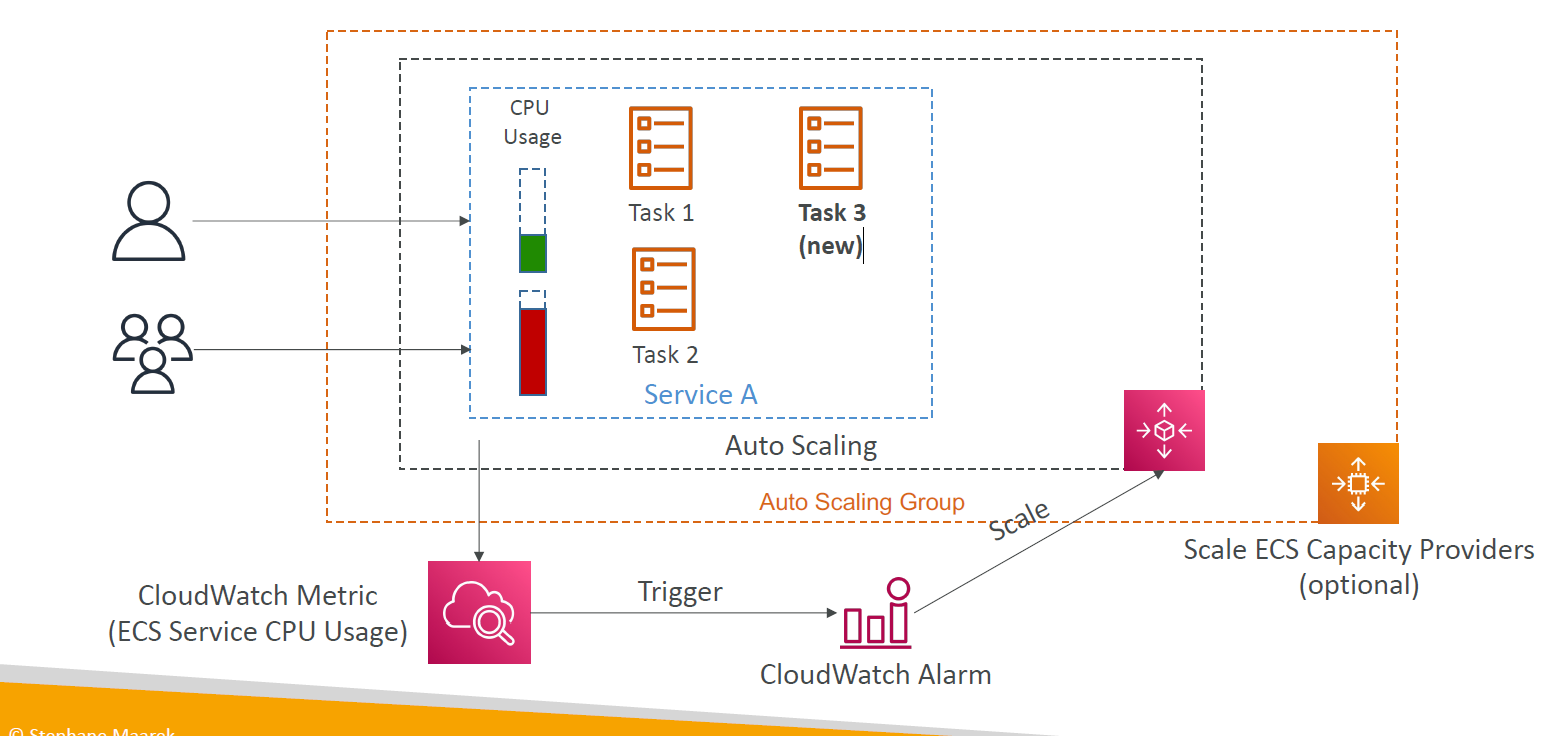 CPU
Usage
Task 1
Task 3
(new)
Task 2
Service A
Auto Scaling
Auto Scaling Group
Scale
Scale ECS Capacity Providers
(optional)
CloudWatch Metric
(ECS Service CPU Usage)
Trigger
CloudWatch Alarm
© Stephane Maarek